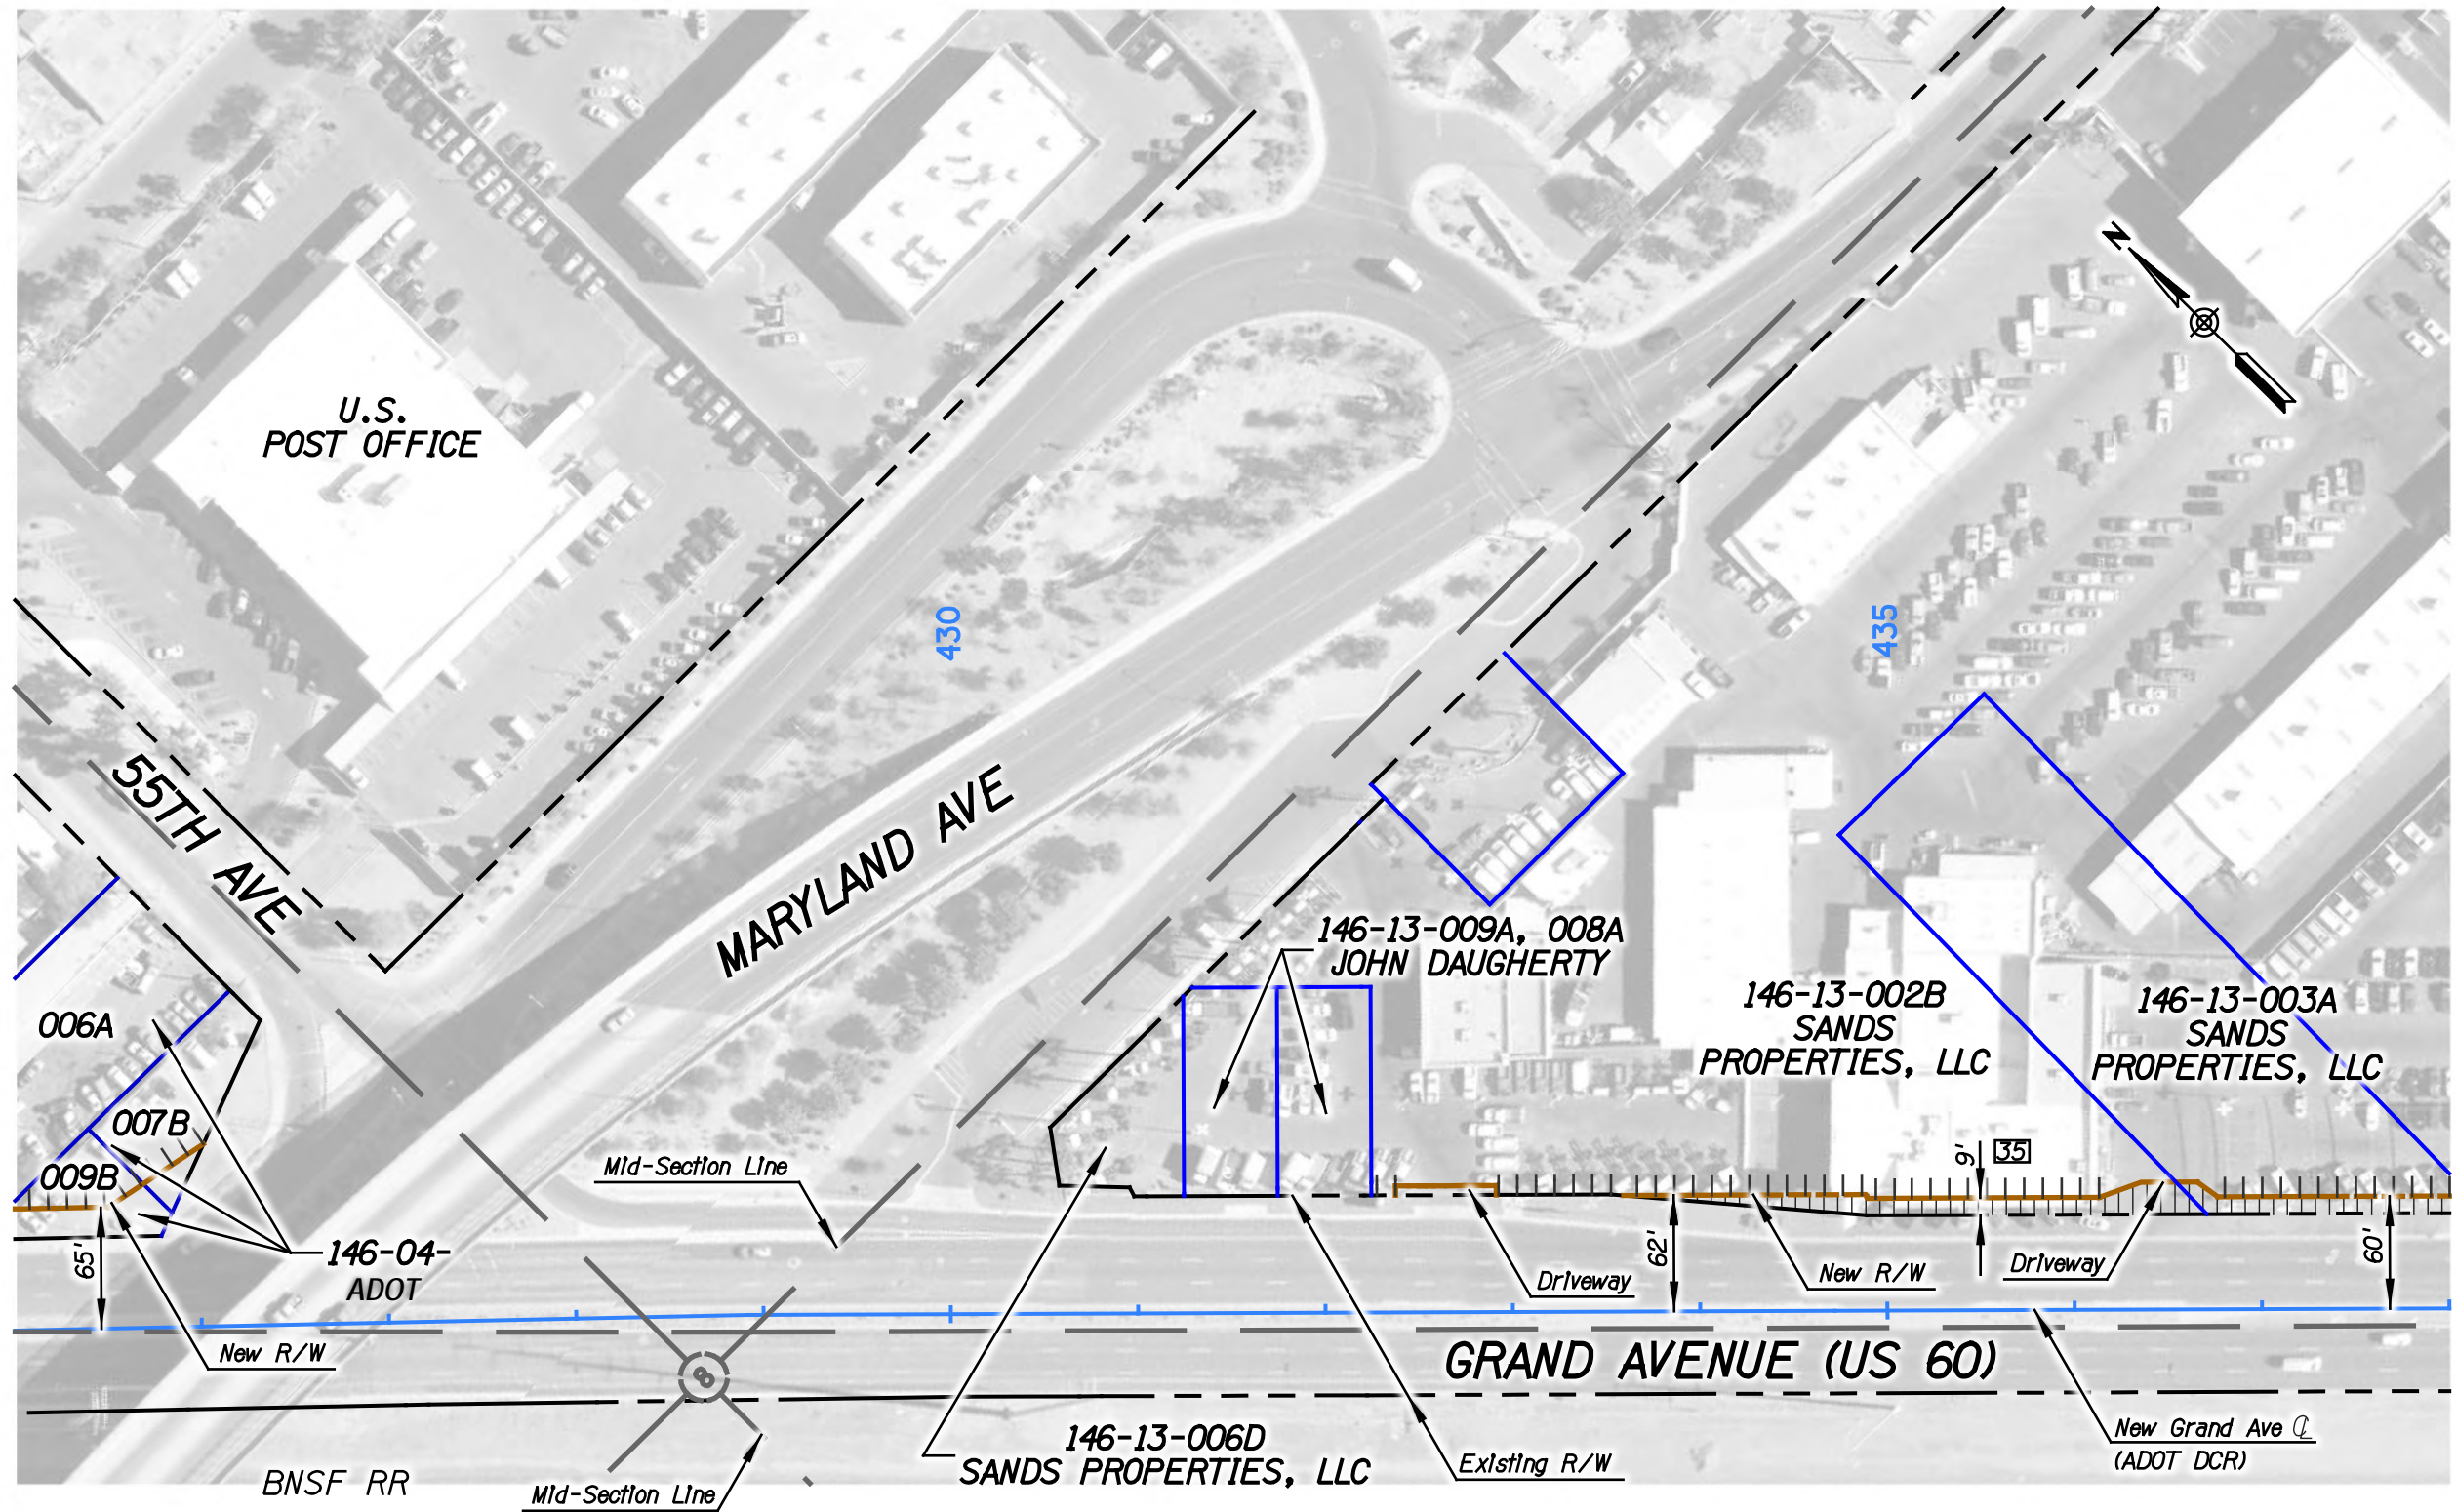 N
U.S.
POST OFFICE
430
435
55TH AVE
MARYLAND AVE
146-13-009A, 008A
JOHN DAUGHERTY
146-13-002B
SANDS
PROPERTIES, LLC
146-13-003A
SANDS
PROPERTIES, LLC
006A
007B
009B
Mid-Section Line
9'
35
65'
146-04-
ADOT
62'
60'
Driveway
New R/W
Driveway
New R/W
GRAND AVENUE (US 60)
8
146-13-006D
SANDS PROPERTIES, LLC
Existing R/W
New Grand Ave ℄
(ADOT DCR)
BNSF RR
Mid-Section Line